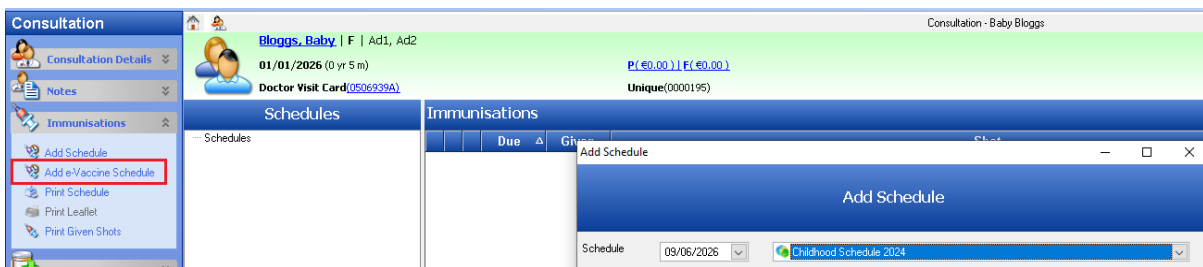 Consultation
Consultation - Baby Bloggs
Consultation Details
Notes
Immunisations
Add Schedule
Add e-Vaccine Schedule
Print Schedule
Print Leaflet
Print Given Shots
Bloggs, Baby | F | Ad1, Ad2
01/01/2026 (0 yr 5 m)
P( €0.00 ) | F( €0.00 )
Doctor Visit Card(0506939A)
Unique(0000195)
Schedules
Schedules
Immunisations
Due
Add Schedule
Add Schedule
Schedule 09/06/2026 Childhood Schedule 2024